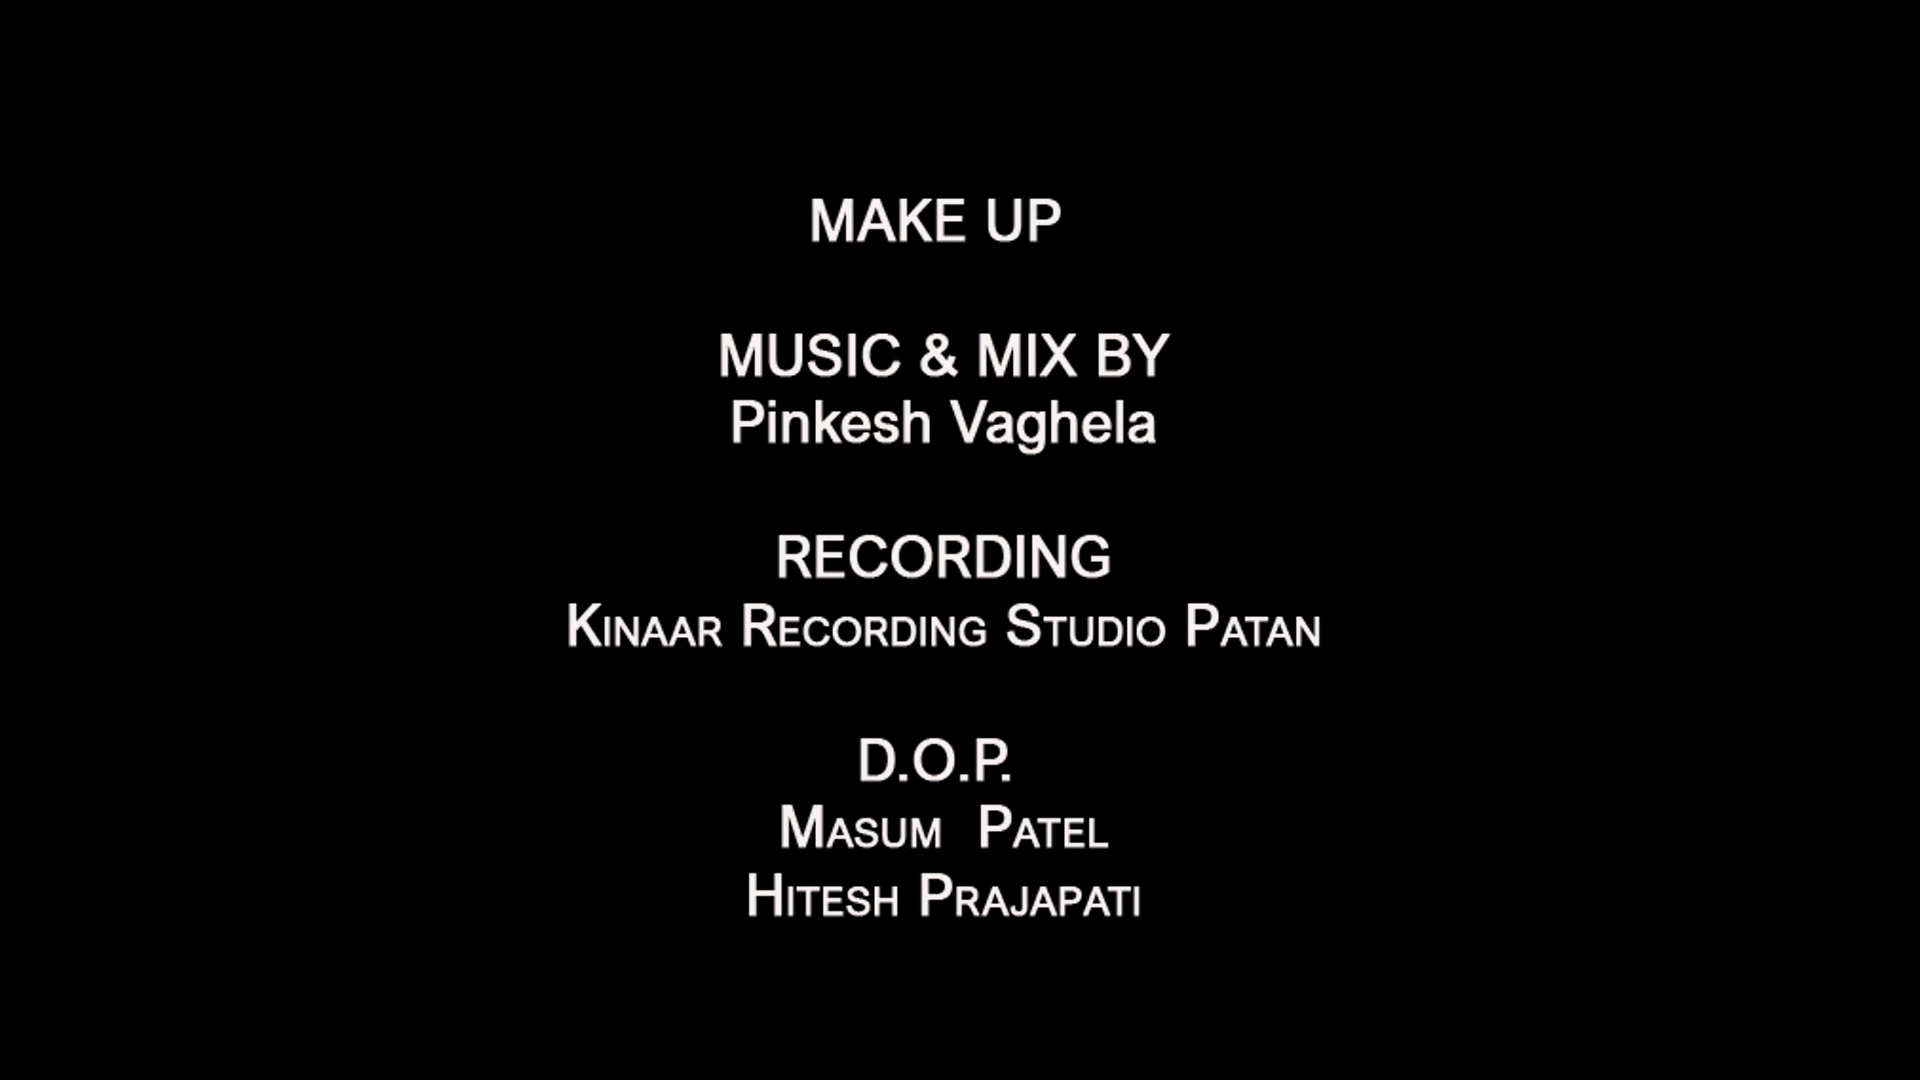 MAKE UP
MUSIC & MIX BY
Pinkesh Vaghela
RECORDING
Kinaar Recording Studio Patan
D.O.P.
Masum Patel
Hitesh Prajapati